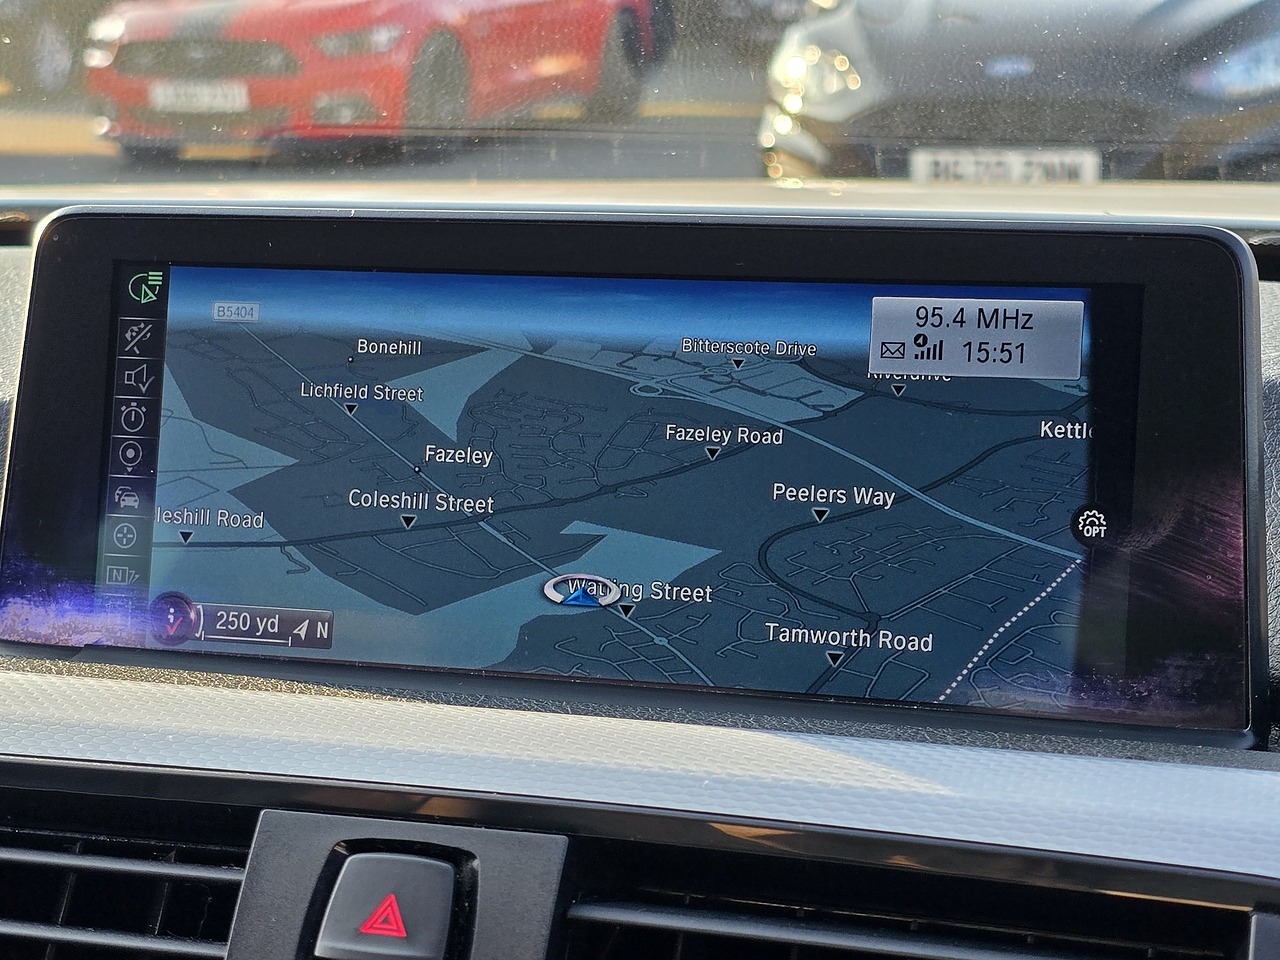 B5404
95.4 MHz
15:51
Bonehill
Bitterscote Drive
Lichfield Street
Riverdrive
Fazeley Road
Kettl
Fazeley
Coleshill Street
Peelers Way
leshill Road
OPT
Street
Tamworth Road
250 yd
N
N